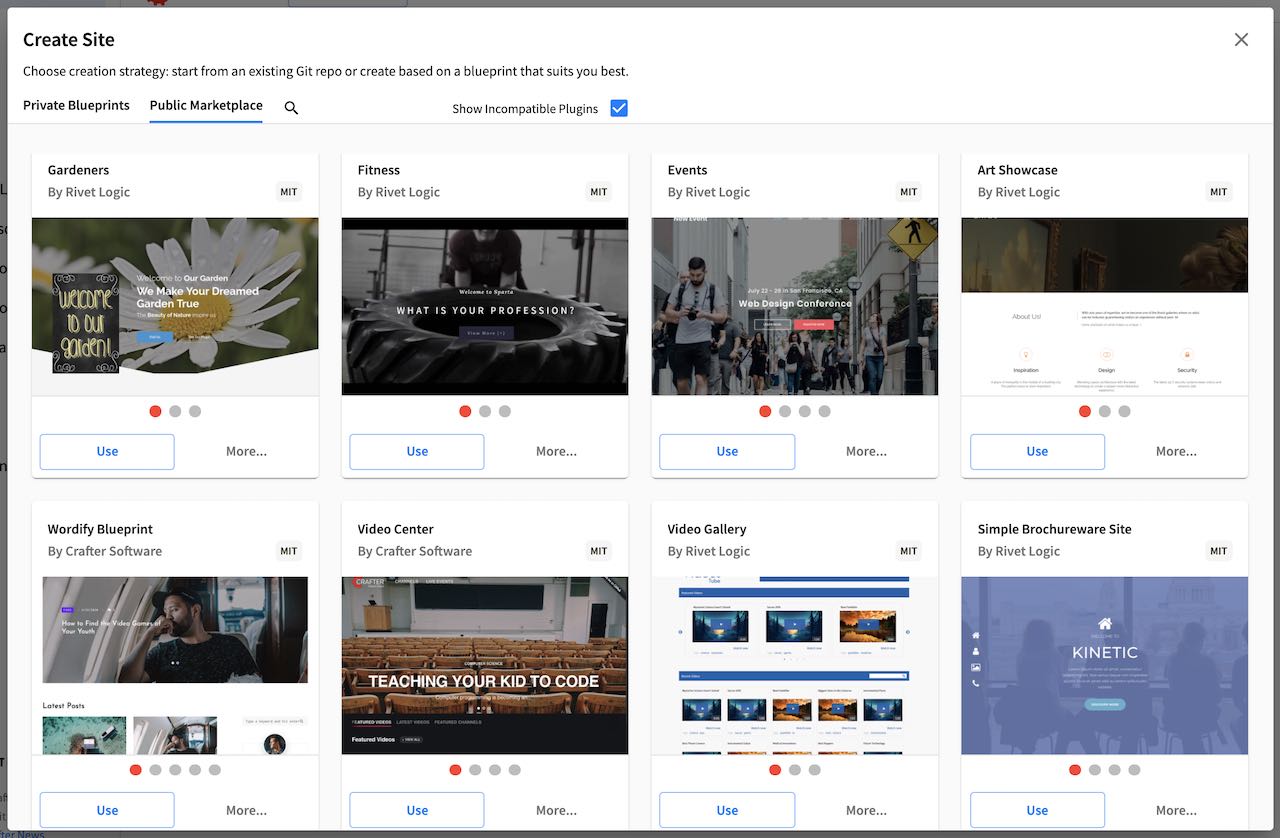 Create Site
Choose creation strategy: start from an existing Git repo or create based on a blueprint that suits you best.
Private Blueprints
Public Marketplace
Show Incompatible Plugins
Gardeners
By Rivet Logic
MIT
welcome
to our
garden!
Welcome to Our Garden
We Make Your Dreamed
Garden True
The Beauty of Nature inspire us
Use
More...
Fitness
By Rivet Logic
MIT
Welcome to Sparta
WHAT IS YOUR PROFESSION?
View More [+]
Use
More...
Events
By Rivet Logic
MIT
New Event
July 22 - 28 in San Francisco, CA
Web Design Conference
Use
More...
Art Showcase
By Rivet Logic
MIT
About Us!
Inspiration
Design
Security
Use
More...
Wordify Blueprint
By Crafter Software
MIT
How to Find the Video Games of
Your Youth
Latest Posts
Type a keyword and hit enter
Use
More...
Video Center
By Crafter Software
MIT
CRAFTER
CHANNELS
LIVE EVENTS
COMPUTER SCIENCE
TEACHING YOUR KID TO CODE
FEATURED VIDEOS
LATEST VIDEOS
FEATURED CHANNELS
Featured Videos
VIEW ALL
Use
More...
Video Gallery
By Rivet Logic
MIT
Tube
Featured Videos
Recent Videos
Use
More...
Simple Brochureware Site
By Rivet Logic
MIT
WELCOME TO
KINETIC
DISCOVER MORE
Use
More...